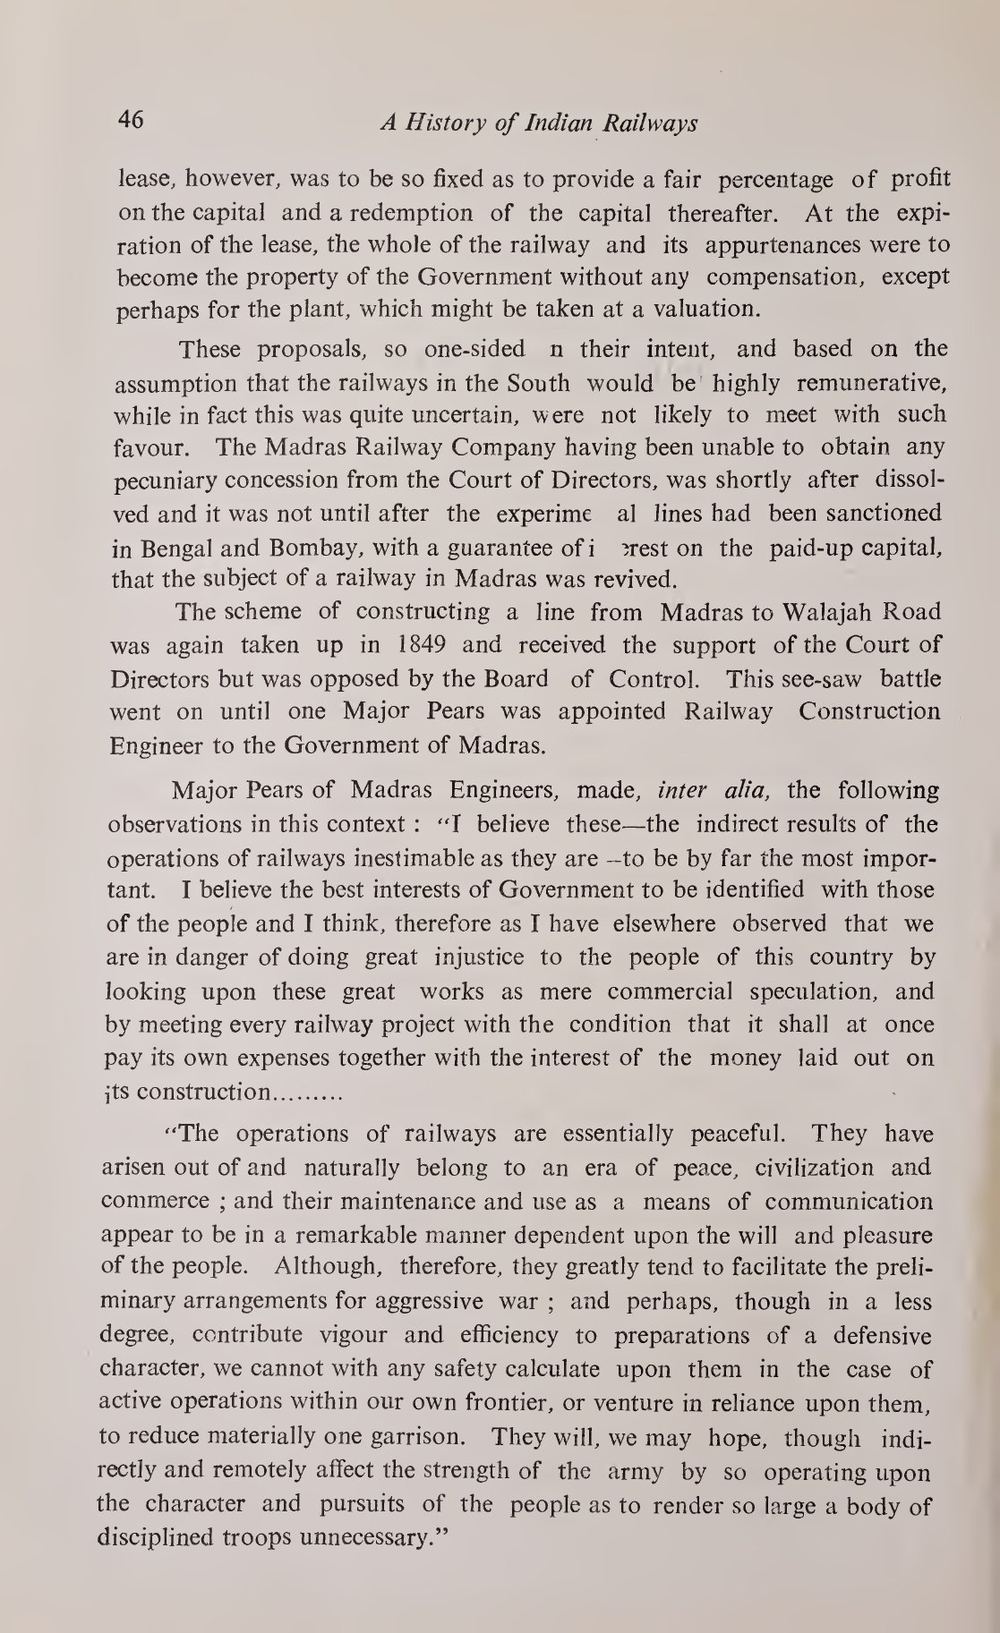 46
A History of Indian Railways
lease, however, was to be so fixed as to provide a fair percentage of profit
on the capital and a redemption of the capital thereafter. At the expi-
ration of the lease, the whole of the railway and its appurtenances were to
become the property of the Government without any compensation, except
perhaps for the plant, which might be taken at a valuation.
These proposals, so one-sided n their intent, and based on the
assumption that the railways in the South would be highly remunerative,
while in fact this was quite uncertain, were not likely to meet with such
favour. The Madras Railway Company having been unable to obtain any
pecuniary concession from the Court of Directors, was shortly after dissol-
ved and it was not until after the experime al lines had been sanctioned
in Bengal and Bombay, with a guarantee of i erest on the paid-up capital,
that the subject of a railway in Madras was revived.
The scheme of constructing a line from Madras to Walajah Road
was again taken up in 1849 and received the support of the Court of
Directors but was opposed by the Board of Control. This see-saw battle
went on until one Major Pears was appointed Railway Construction
Engineer to the Government of Madras.
Major Pears of Madras Engineers, made, inter alia, the following
observations in this context : “I believe these—the indirect results of the
operations of railways inestimable as they are –to be by far the most impor-
tant. I believe the best interests of Government to be identified with those
of the people and I think, therefore as I have elsewhere observed that we
are in danger of doing great injustice to the people of this country by
looking upon these great works as mere commercial speculation, and
by meeting every railway project with the condition that it shall at once
pay its own expenses together with the interest of the money laid out on
its construction.........
“The operations of railways are essentially peaceful. They have
arisen out of and naturally belong to an era of peace, civilization and
commerce ; and their maintenance and use as a means of communication
appear to be in a remarkable manner dependent upon the will and pleasure
of the people. Although, therefore, they greatly tend to facilitate the preli-
minary arrangements for aggressive war ; and perhaps, though in a less
degree, contribute vigour and efficiency to preparations of a defensive
character, we cannot with any safety calculate upon them in the case of
active operations within our own frontier, or venture in reliance upon them,
to reduce materially one garrison. They will, we may hope, though indi-
rectly and remotely affect the strength of the army by so operating upon
the character and pursuits of the people as to render so large a body of
disciplined troops unnecessary.”